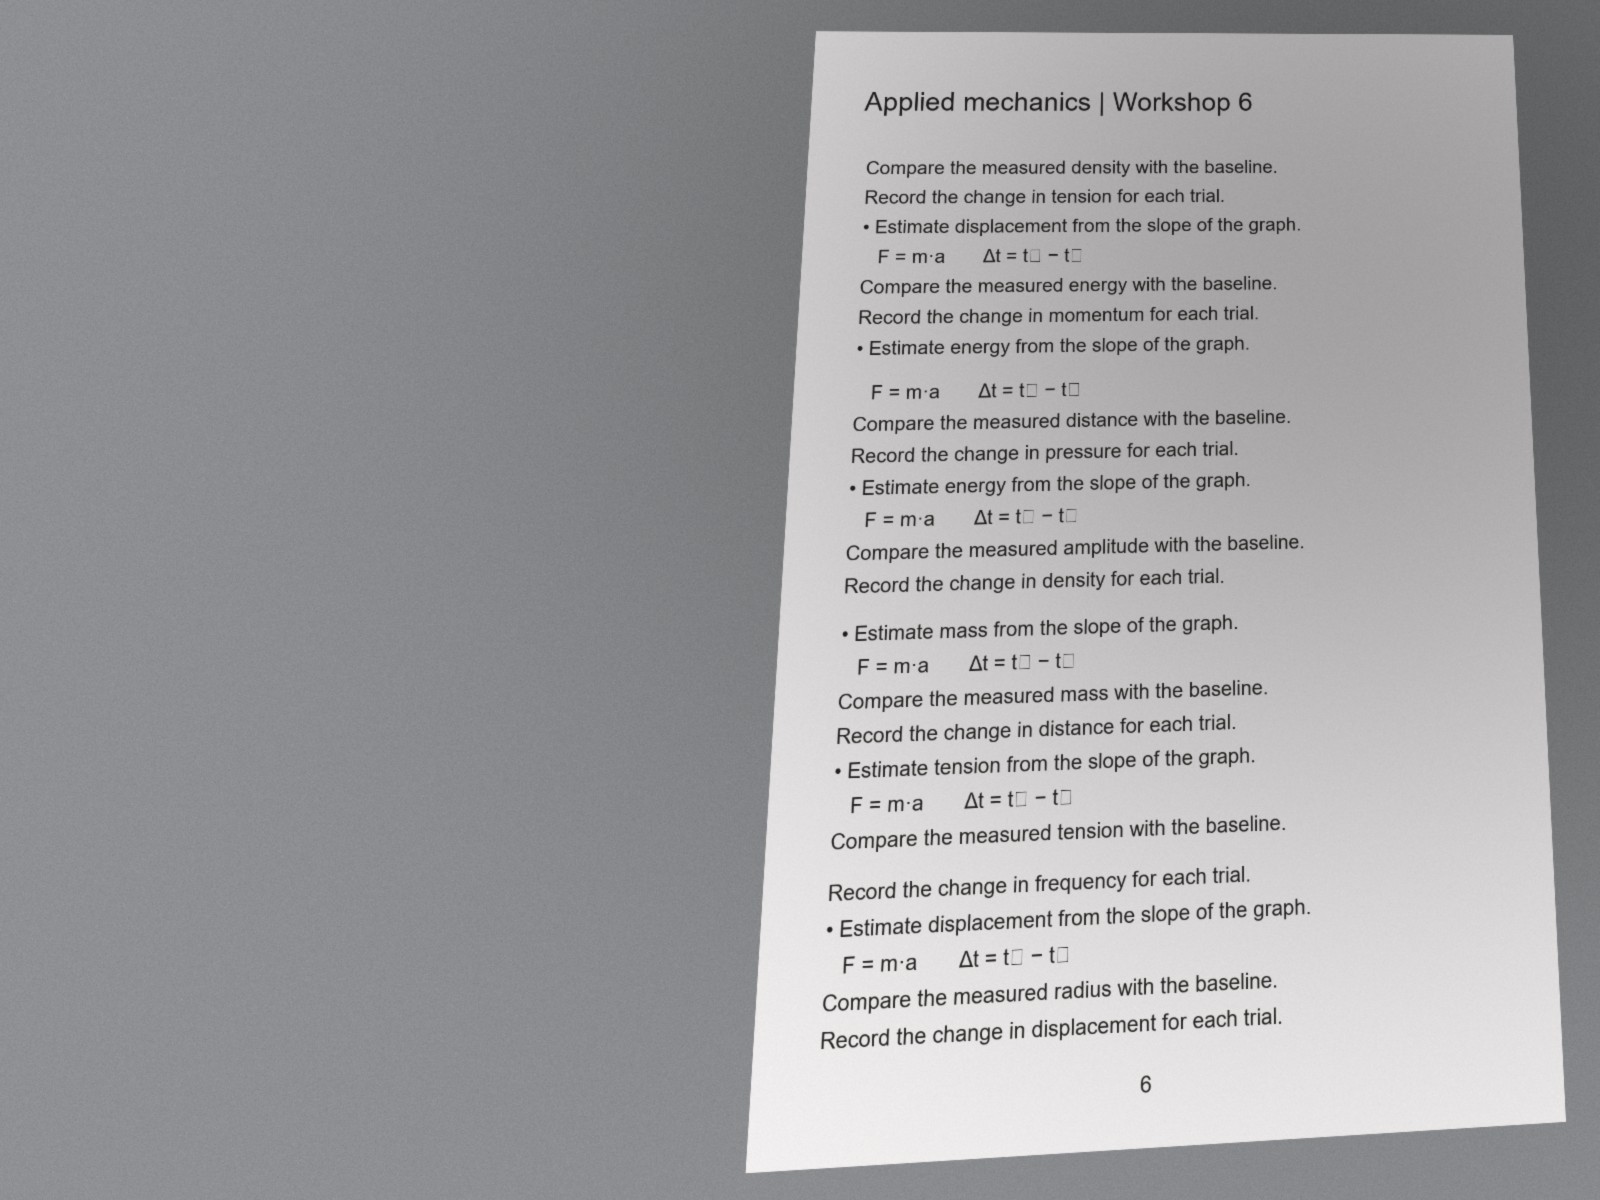 Applied mechanics | Workshop 6
Compare the measured density with the baseline.
Record the change in tension for each trial.
• Estimate displacement from the slope of the graph.
F = m·a Δt = t□ − t□
Compare the measured energy with the baseline.
Record the change in momentum for each trial.
• Estimate energy from the slope of the graph.
F = m·a Δt = t□ − t□
Compare the measured distance with the baseline.
Record the change in pressure for each trial.
• Estimate energy from the slope of the graph.
F = m·a Δt = t□ − t□
Compare the measured amplitude with the baseline.
Record the change in density for each trial.
• Estimate mass from the slope of the graph.
F = m·a Δt = t□ − t□
Compare the measured mass with the baseline.
Record the change in distance for each trial.
• Estimate tension from the slope of the graph.
F = m·a Δt = t□ − t□
Compare the measured tension with the baseline.
Record the change in frequency for each trial.
• Estimate displacement from the slope of the graph.
F = m·a Δt = t□ − t□
Compare the measured radius with the baseline.
Record the change in displacement for each trial.
6